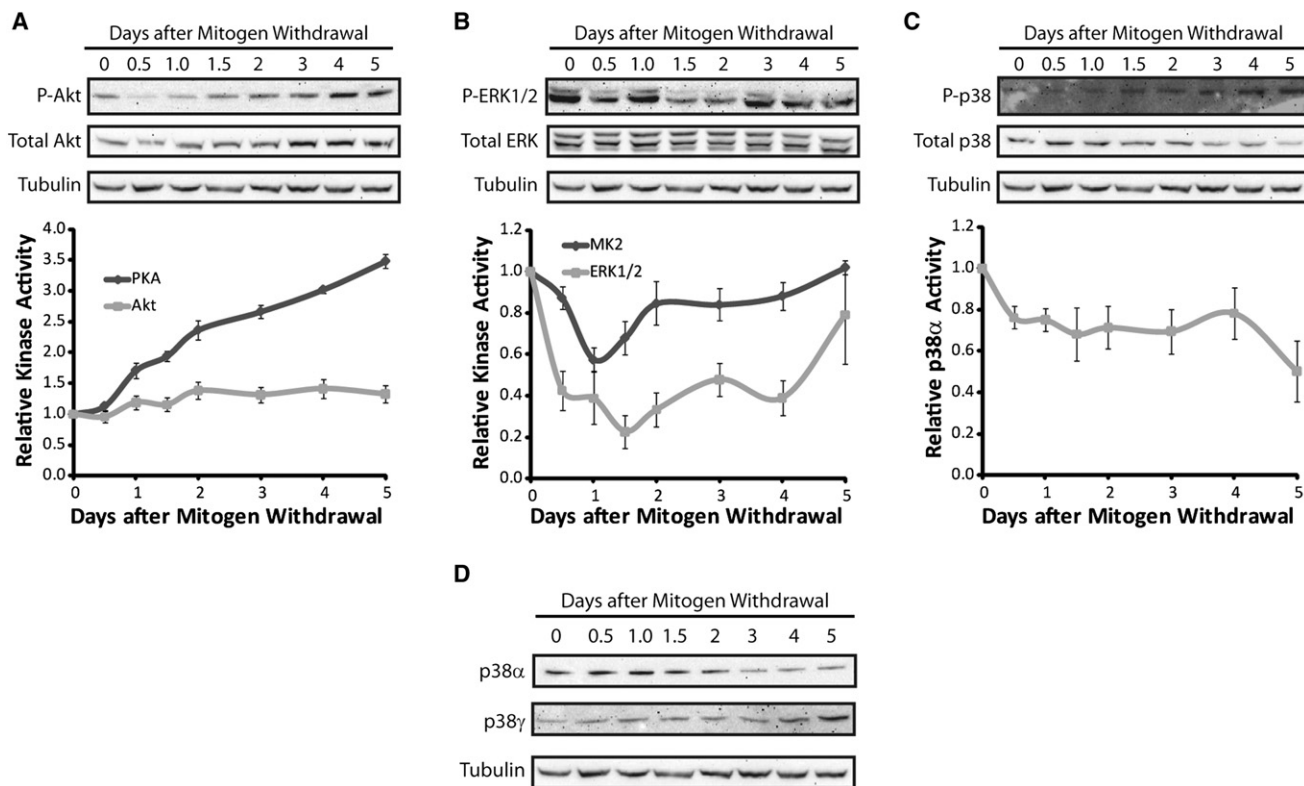 A
Days after Mitogen Withdrawal
0 0.5 1.0 1.5 2 3 4 5
P-Akt
Total Akt
Tubulin
4.0
3.5
3.0
2.5
2.0
1.5
1.0
0.5
0.0
Relative Kinase Activity
PKA
Akt
0 1 2 3 4 5
Days after Mitogen Withdrawal
B
Days after Mitogen Withdrawal
0 0.5 1.0 1.5 2 3 4 5
P-ERK1/2
Total ERK
Tubulin
1.2
1.0
0.8
0.6
0.4
0.2
0.0
Relative Kinase Activity
MK2
ERK1/2
0 1 2 3 4 5
Days after Mitogen Withdrawal
C
Days after Mitogen Withdrawal
0 0.5 1.0 1.5 2 3 4 5
P-p38
Total p38
Tubulin
1.2
1.0
0.8
0.6
0.4
0.2
0.0
Relative p38α Activity
0 1 2 3 4 5
Days after Mitogen Withdrawal
D
Days after Mitogen Withdrawal
0 0.5 1.0 1.5 2 3 4 5
p38α
p38γ
Tubulin